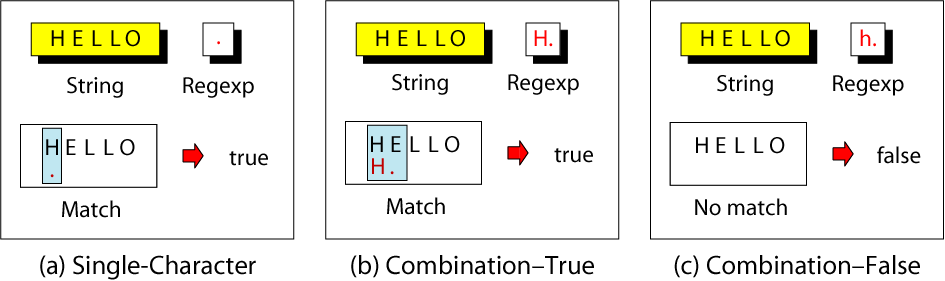 HELLO
.
String
Regexp
HELLO
.
true
Match
(a) Single-Character
HELLO
H.
String
Regexp
HELLO
H.
true
Match
(b) Combination–True
HELLO
h.
String
Regexp
HELLO
false
No match
(c) Combination–False